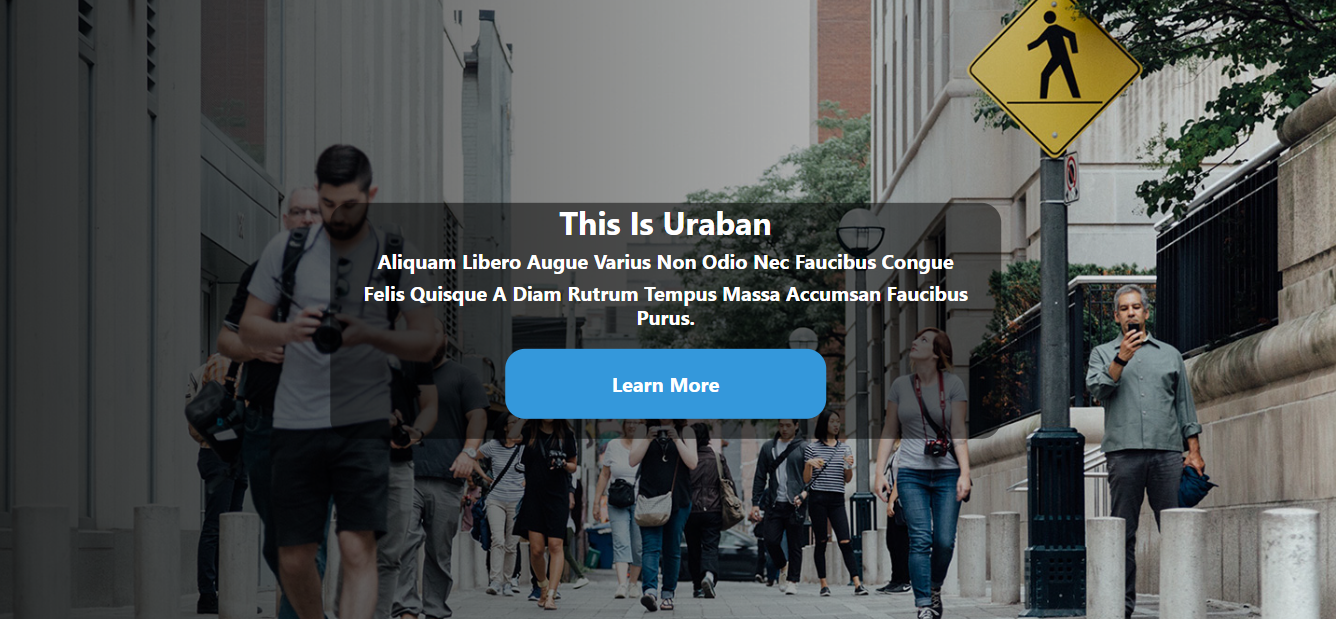 This Is Uraban
Aliquam Libero Augue Varius Non Odio Nec Faucibus Congue
Felis Quisque A Diam Rutrum Tempus Massa Accumsan Faucibus
Purus.
Learn More